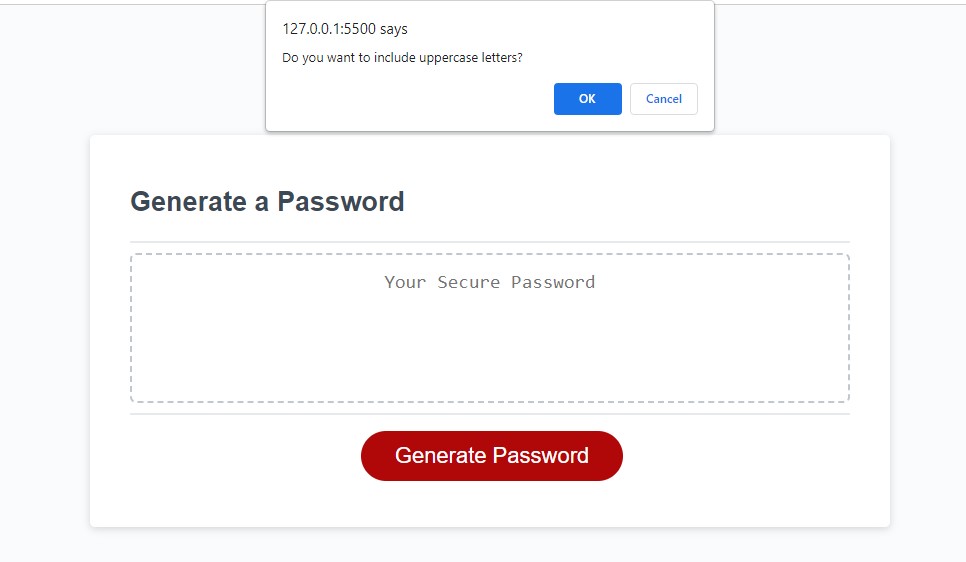 127.0.0.1:5500 says
Do you want to include uppercase letters?
OK
Cancel
Generate a Password
Your Secure Password
Generate Password